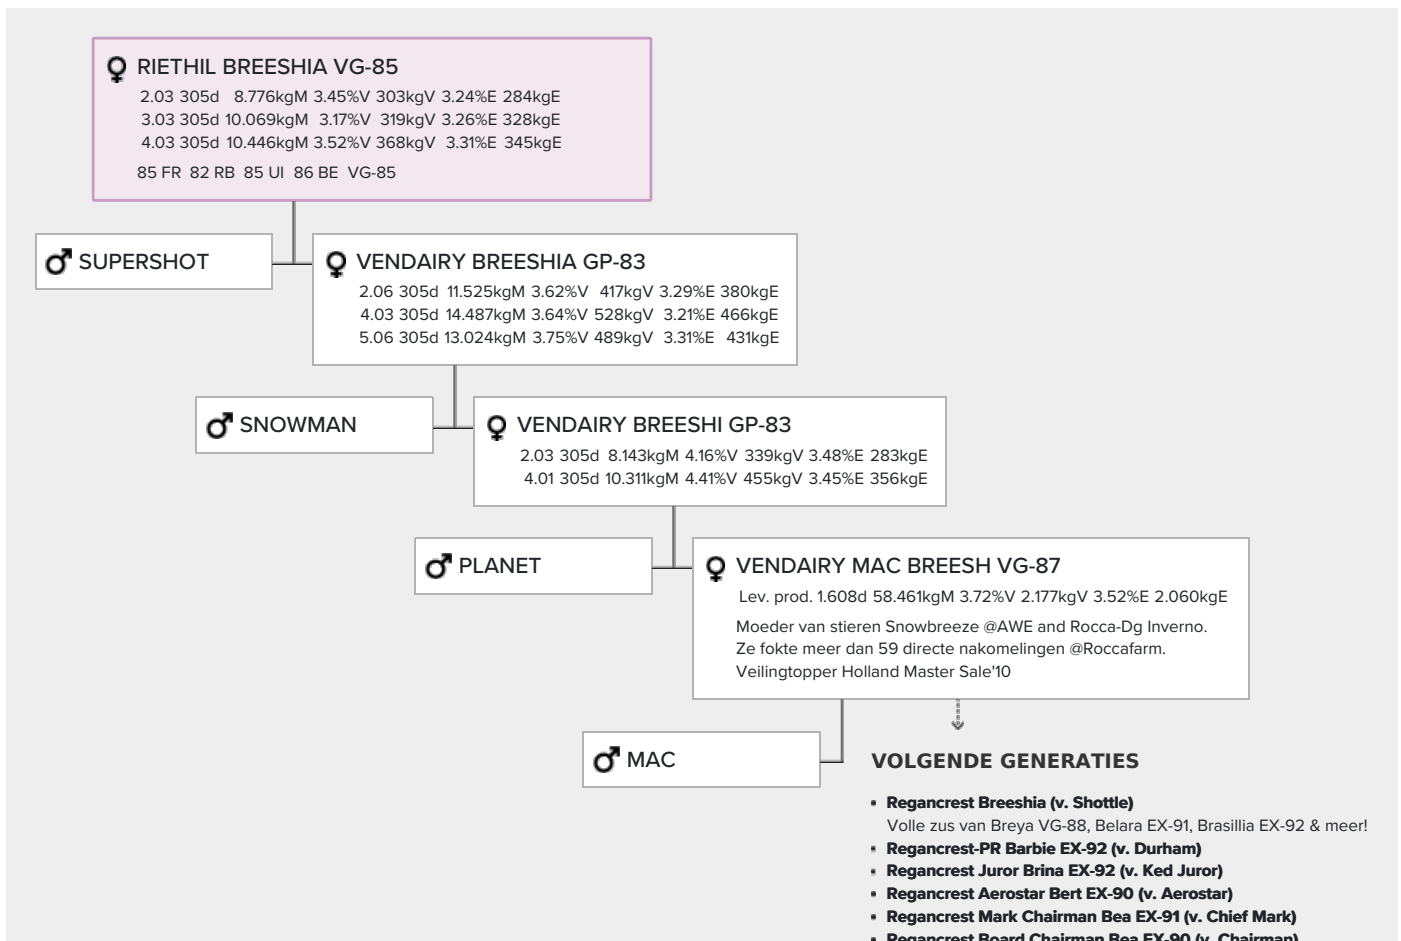 RIETHIL BREESHIA VG-85
2.03 305d 8.776kgM 3.45%V 303kgV 3.24%E 284kgE
3.03 305d 10.069kgM 3.17%V 319kgV 3.26%E 328kgE
4.03 305d 10.446kgM 3.52%V 368kgV 3.31%E 345kgE
85 FR 82 RB 85 UI 86 BE VG-85
SUPERSHOT
VENDAIRY BREESHIA GP-83
2.06 305d 11.525kgM 3.62%V 417kgV 3.29%E 380kgE
4.03 305d 14.487kgM 3.64%V 528kgV 3.21%E 466kgE
5.06 305d 13.024kgM 3.75%V 489kgV 3.31%E 431kgE
SNOWMAN
VENDAIRY BREESHI GP-83
2.03 305d 8.143kgM 4.16%V 339kgV 3.48%E 283kgE
4.01 305d 10.311kgM 4.41%V 455kgV 3.45%E 356kgE
PLANET
VENDAIRY MAC BREESH VG-87
Lev. prod. 1.608d 58.461kgM 3.72%V 2.177kgV 3.52%E 2.060kgE
Moeder van stieren Snowbreeze @AWE and Rocca-Dg Inverno.
Ze fokte meer dan 59 directe nakomelingen @Roccafarm.
Veilingtopper Holland Master Sale'10
MAC
VOLGENDE GENERATIES
• Regancrest Breeshia (v. Shottle)
Volle zus van Breya VG-88, Belara EX-91, Brasillia EX-92 & meer!
• Regancrest-PR Barbie EX-92 (v. Durham)
• Regancrest Juror Brina EX-92 (v. Ked Juror)
• Regancrest Aerostar Bert EX-90 (v. Aerostar)
• Regancrest Mark Chairman Bea EX-91 (v. Chief Mark)
• Regancrest Board Chairman Bea EX-90 (v. Chairman)